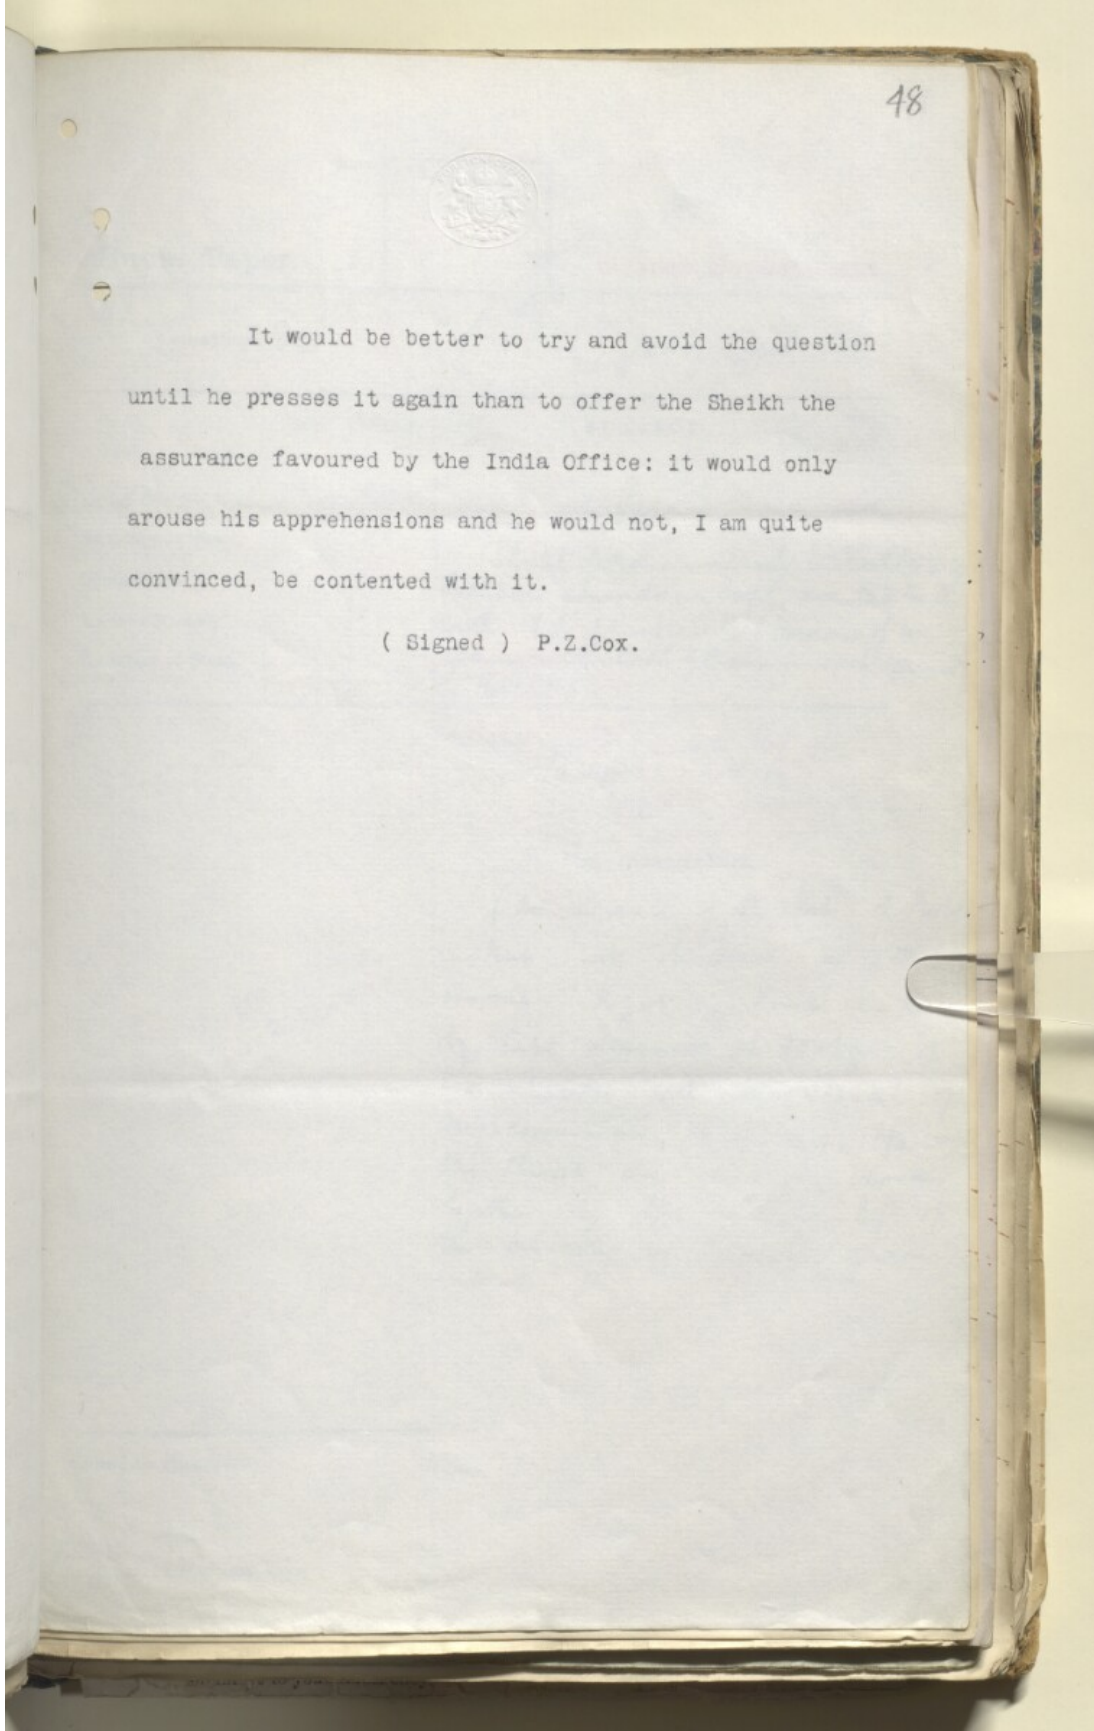 48
It would be better to try and avoid the question
until he presses it again than to offer the Sheikh the
assurance favoured by the India Office: it would only
arouse his apprehensions and he would not, I am quite
convinced, be contented with it.
( Signed ) P.Z.Cox.